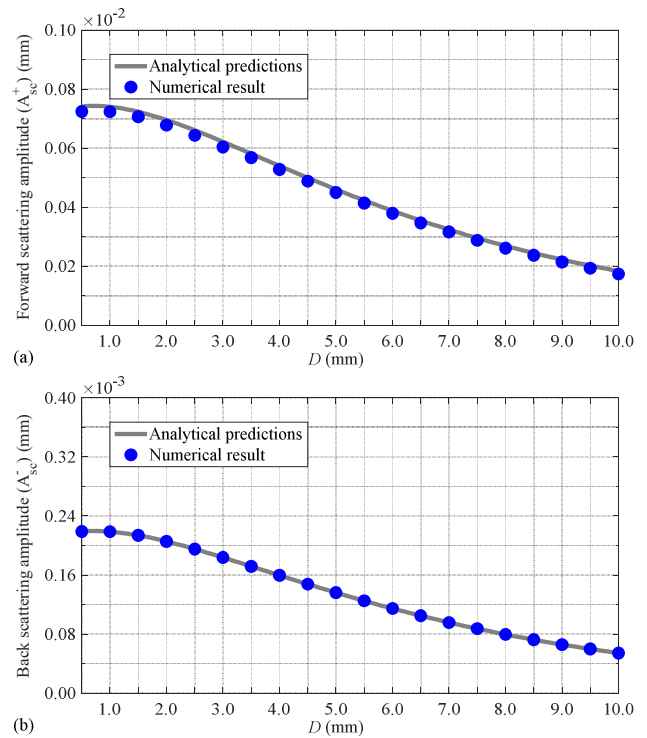 ×10⁻²
0.10
0.08
0.06
0.04
0.02
0.00
Forward scattering amplitude (A⁺sc) (mm)
Analytical predictions
Numerical result
1.0 2.0 3.0 4.0 5.0 6.0 7.0 8.0 9.0 10.0
(a)
D (mm)
×10⁻³
0.40
0.32
0.24
0.16
0.08
0.00
Back scattering amplitude (A⁻sc) (mm)
Analytical predictions
Numerical result
1.0 2.0 3.0 4.0 5.0 6.0 7.0 8.0 9.0 10.0
(b)
D (mm)